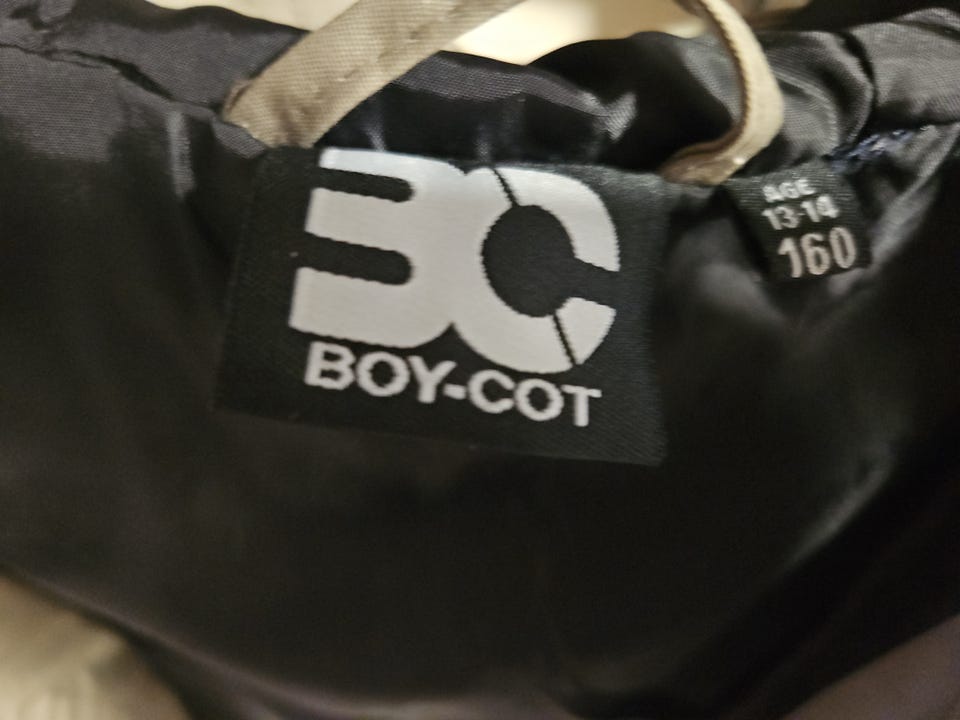 BC
BOY-COT
AGE
13-14
160